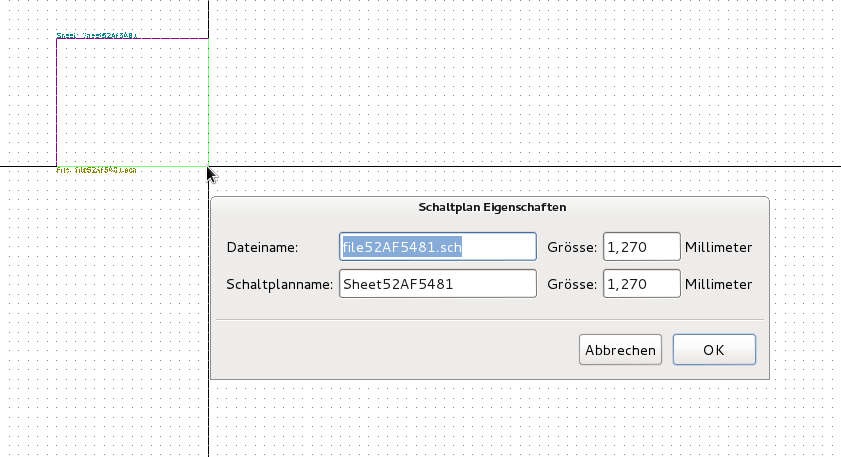 Sheet: Sheet52AF5481
File: file52AF5481.sch
Schaltplan Eigenschaften
Dateiname: file52AF5481.sch Grösse: 1,270 Millimeter
Schaltplanname: Sheet52AF5481 Grösse: 1,270 Millimeter
Abbrechen OK